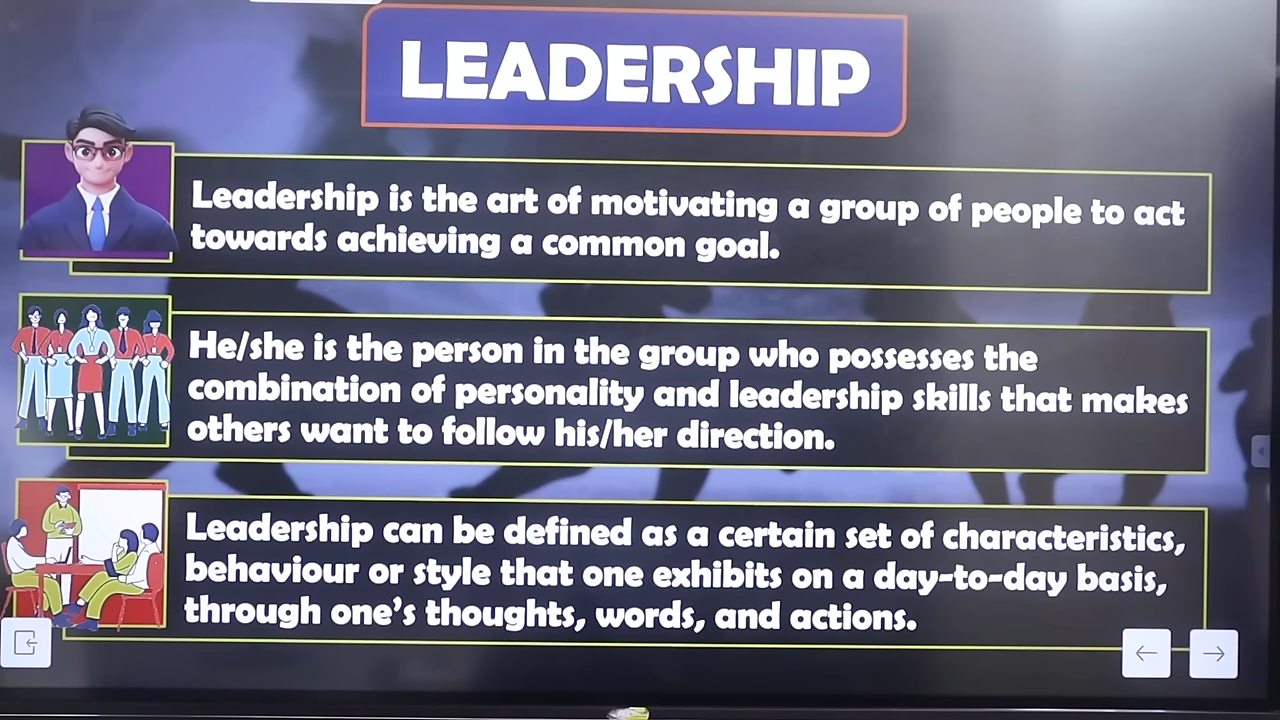 LEADERSHIP
Leadership is the art of motivating a group of people to act
towards achieving a common goal.
He/she is the person in the group who possesses the
combination of personality and leadership skills that makes
others want to follow his/her direction.
Leadership can be defined as a certain set of characteristics,
behaviour or style that one exhibits on a day-to-day basis,
through one's thoughts, words, and actions.